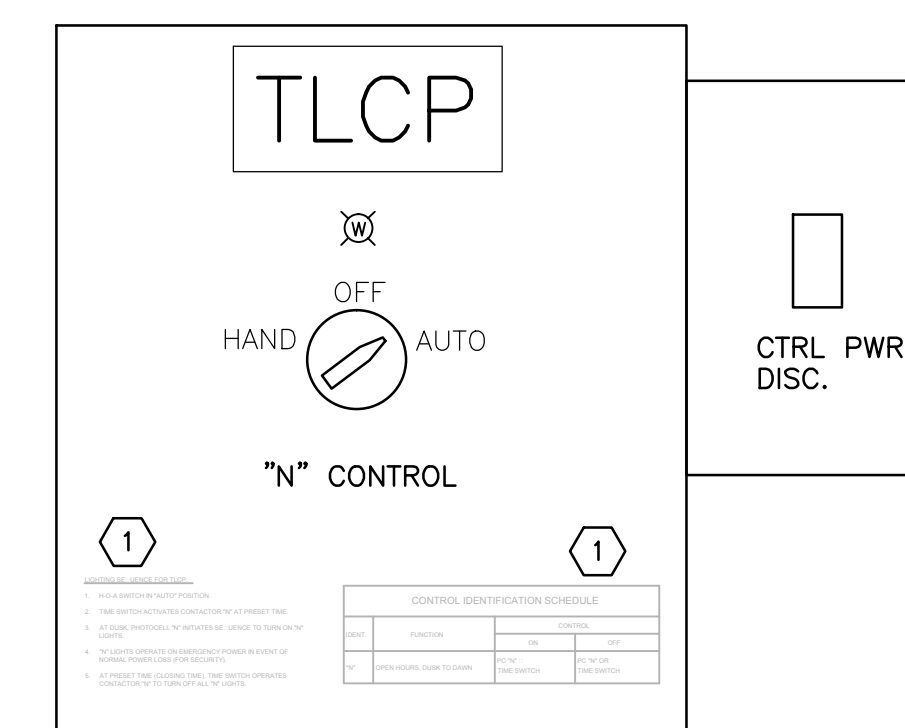 TLCP
W
OFF
HAND
AUTO
"N" CONTROL
CTRL PWR
DISC.
1
1
LIGHTING SE□UENCE FOR TLCP:
1. H-O-A SWITCH IN "AUTO" POSITION.
2. TIME SWITCH ACTIVATES CONTACTOR "N" AT PRESET TIME.
3. AT DUSK, PHOTOCELL "N" INITIATES SE□UENCE TO TURN ON "N"
LIGHTS.
4. "N" LIGHTS OPERATE ON EMERGENCY POWER IN EVENT OF
NORMAL POWER LOSS (FOR SECURITY).
5. AT PRESET TIME (CLOSING TIME), TIME SWITCH OPERATES
CONTACTOR "N" TO TURN OFF ALL "N" LIGHTS.
CONTROL IDENTIFICATION SCHEDULE
IDENT.
FUNCTION
CONTROL
ON
OFF
"N"
OPEN HOURS, DUSK TO DAWN
PC "N" □
TIME SWITCH
PC "N" OR
TIME SWITCH